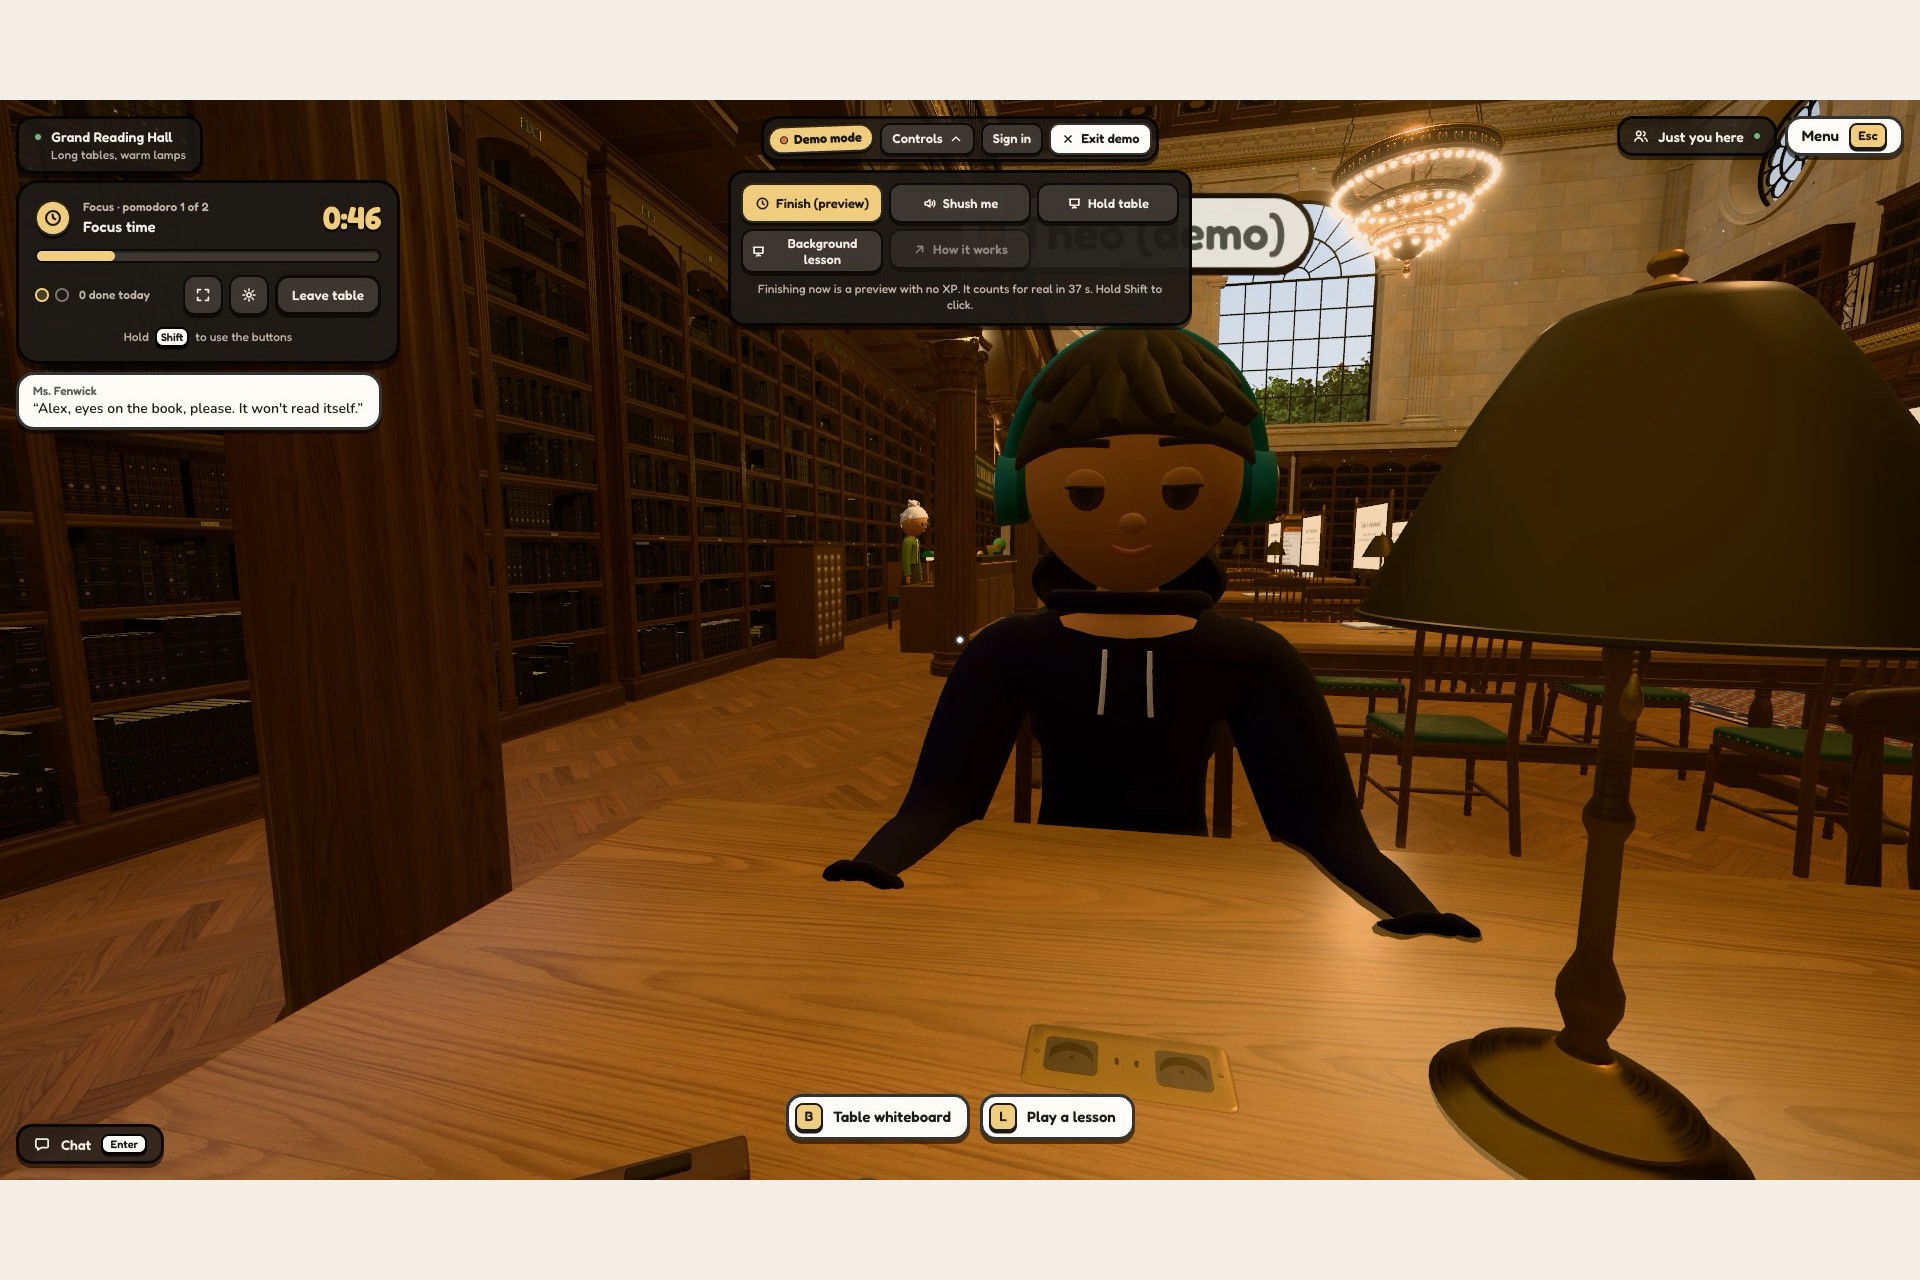 Grand Reading Hall
Long tables, warm lamps
Demo mode
Controls
Sign in
Exit demo
Just you here
Menu
Esc
Focus · pomodoro 1 of 2
Focus time
0:46
0 done today
Leave table
Hold Shift to use the buttons
Finish (preview)
Shush me
Hold table
Background
lesson
How it works
neo (demo)
Finishing now is a preview with no XP. It counts for real in 37 s. Hold Shift to
click.
Ms. Fenwick
“Alex, eyes on the book, please. It won't read itself.”
B
Table whiteboard
L
Play a lesson
Chat
Enter